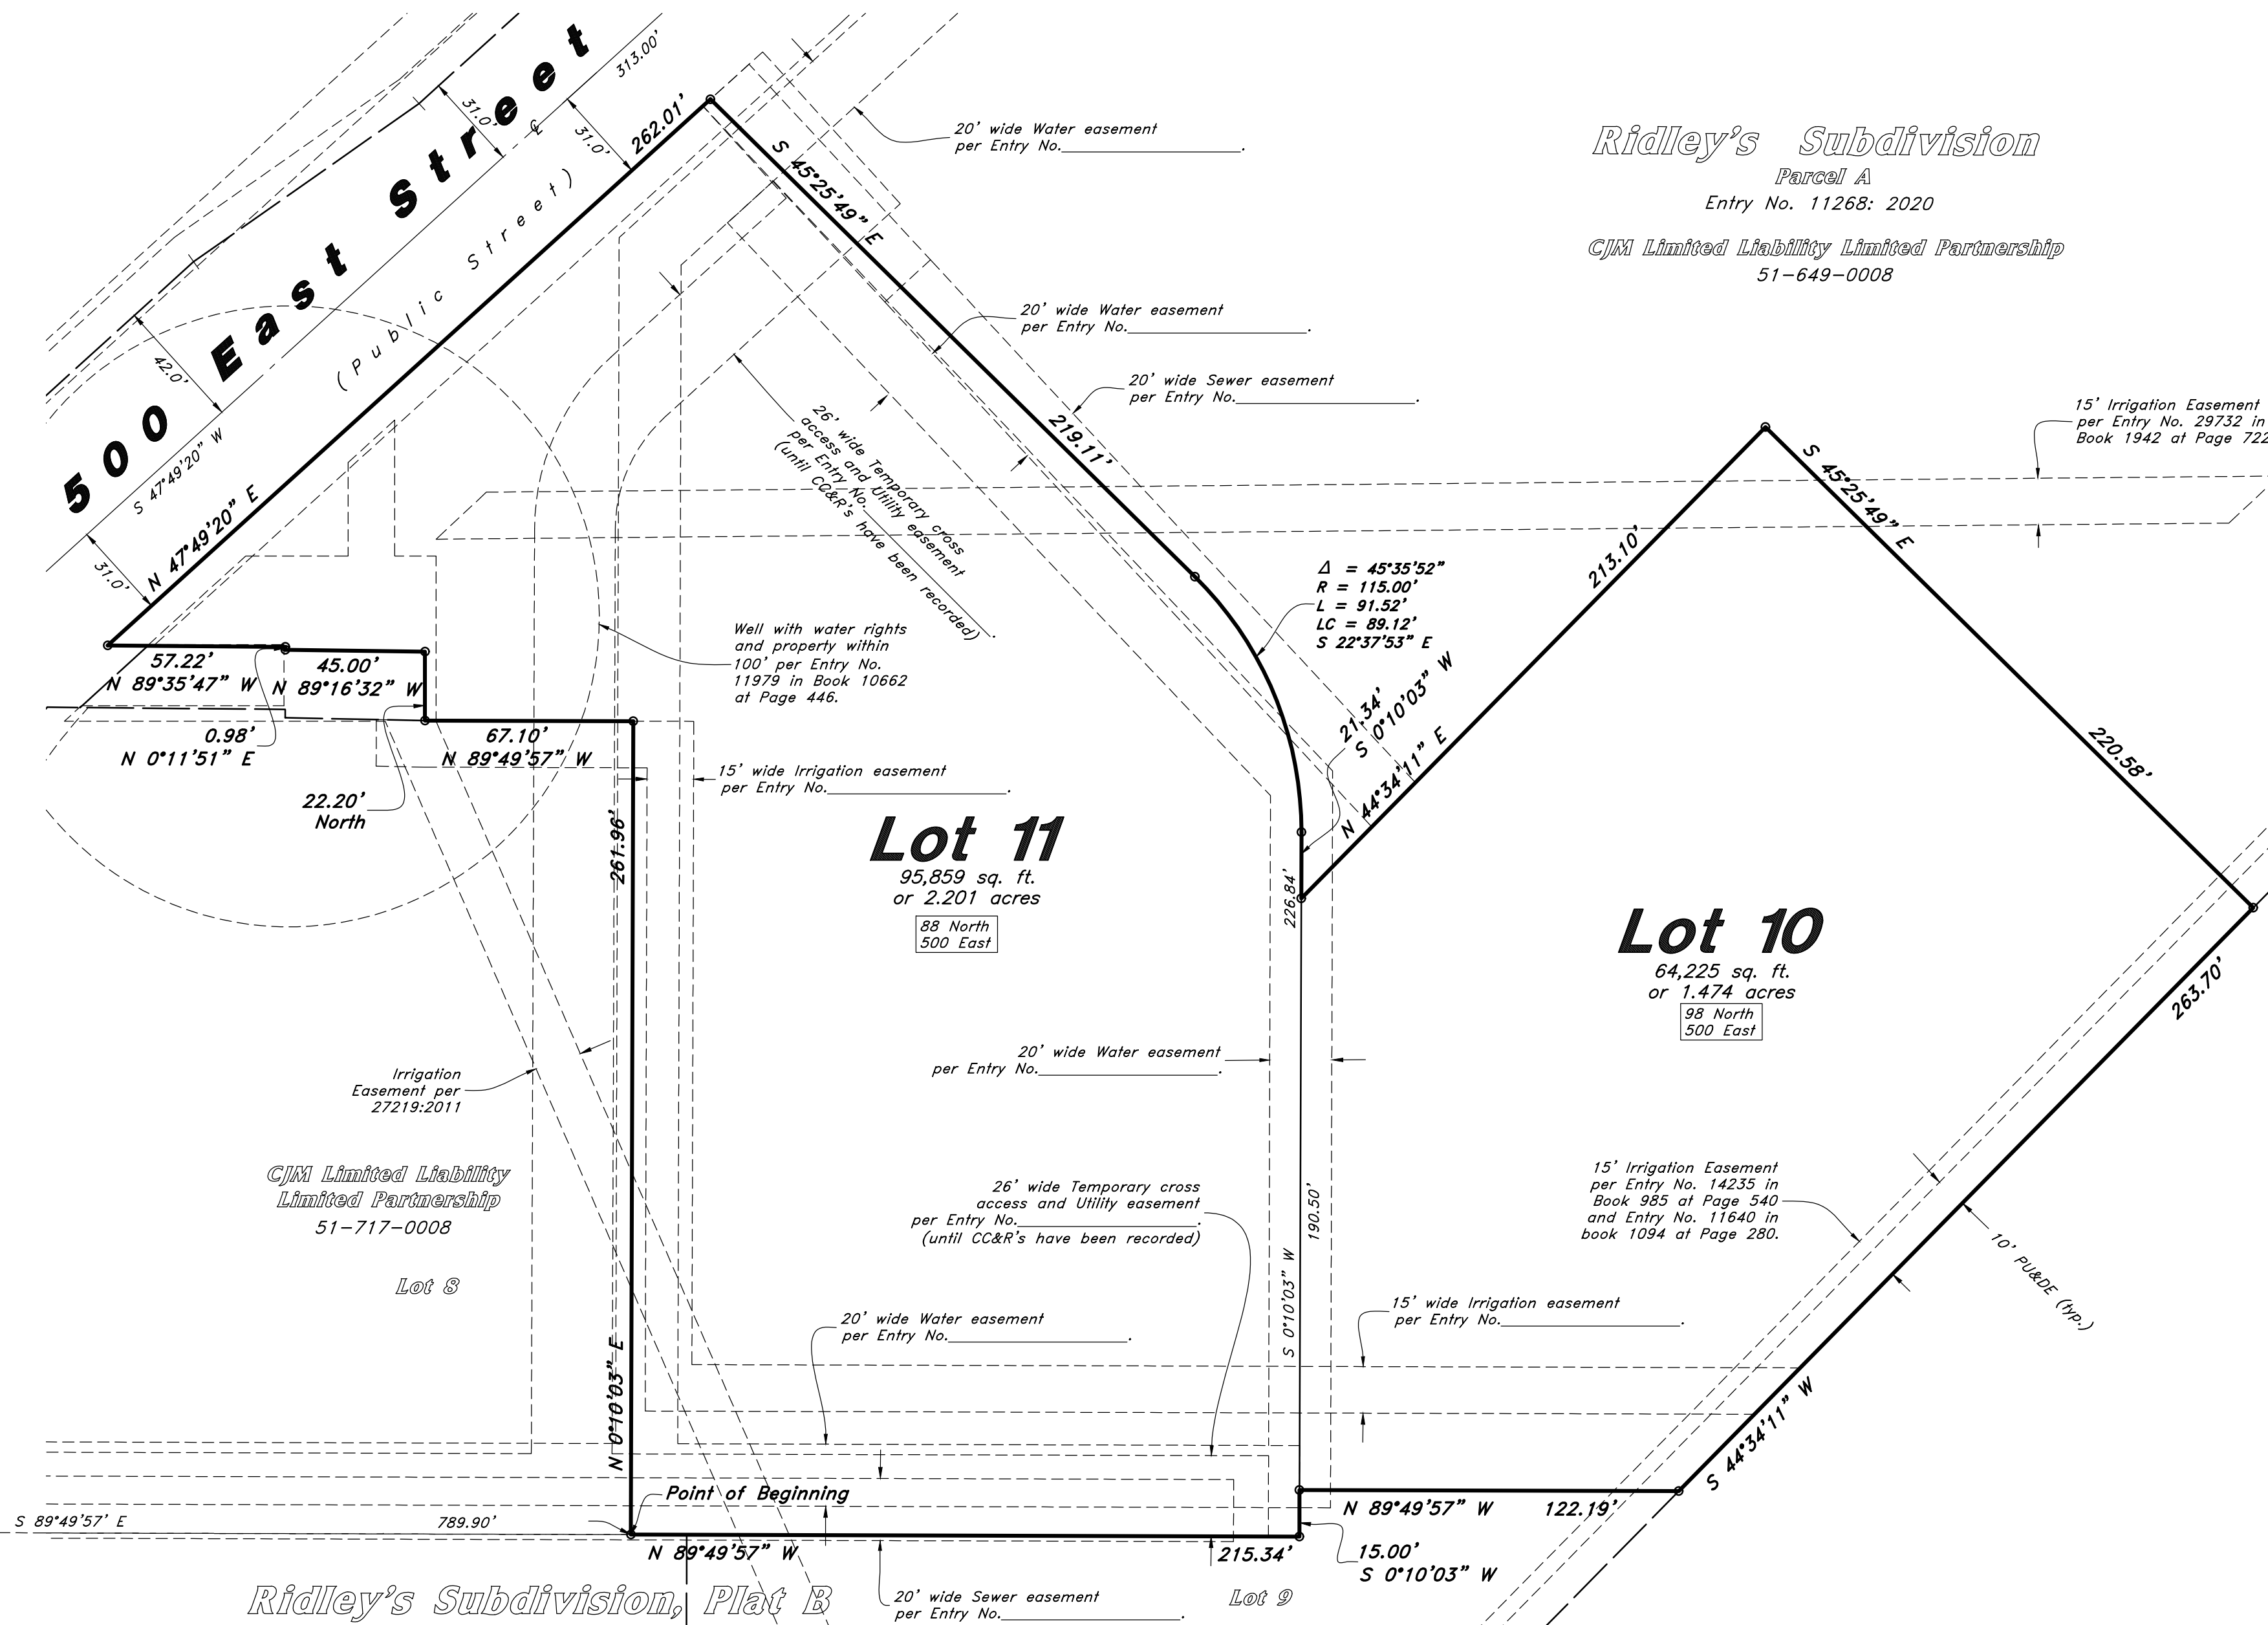 500 East Street
(Public Street)
31.0'
℄
313.00'
31.0'
262.01'
42.0'
S 47°49'20" W
N 47°49'20" E
31.0'
S 45°25'49" E
219.11'
20' wide Water easement
per Entry No.____________________.
Ridley's Subdivision
Parcel A
Entry No. 11268: 2020
CJM Limited Liability Limited Partnership
51-649-0008
20' wide Water easement
per Entry No.____________________.
20' wide Sewer easement
per Entry No.____________________.
15' Irrigation Easement
per Entry No. 29732 in
Book 1942 at Page 722
26' wide Temporary cross
access and Utility easement
per Entry No.____________________.
(until CC&R's have been recorded)
Δ = 45°35'52"
R = 115.00'
L = 91.52'
LC = 89.12'
S 22°37'53" E
213.10'
S 45°25'49" E
220.58'
57.22'
N 89°35'47" W
45.00'
N 89°16'32" W
Well with water rights
and property within
100' per Entry No.
11979 in Book 10662
at Page 446.
21.34'
S 0°10'03" W
N 44°34'11" E
0.98'
N 0°11'51" E
67.10'
N 89°49'57" W
22.20'
North
15' wide Irrigation easement
per Entry No.____________________.
261.96'
Lot 11
95,859 sq. ft.
or 2.201 acres
88 North
500 East
226.84'
Lot 10
64,225 sq. ft.
or 1.474 acres
98 North
500 East
263.70'
20' wide Water easement
per Entry No.____________________.
Irrigation
Easement per
27219:2011
CJM Limited Liability
Limited Partnership
51-717-0008
Lot 8
26' wide Temporary cross
access and Utility easement
per Entry No.____________________.
(until CC&R's have been recorded)
190.50'
S 0°10'03" W
15' Irrigation Easement
per Entry No. 14235 in
Book 985 at Page 540
and Entry No. 11640 in
book 1094 at Page 280.
10' PU&DE (typ.)
20' wide Water easement
per Entry No.____________________.
15' wide Irrigation easement
per Entry No.____________________.
N 0°10'03" E
S 44°34'11" W
Point of Beginning
N 89°49'57" W 122.19'
S 89°49'57' E 789.90'
N 89°49'57" W 215.34'
15.00'
S 0°10'03" W
Ridley's Subdivision, Plat B
20' wide Sewer easement
per Entry No.____________________.
Lot 9